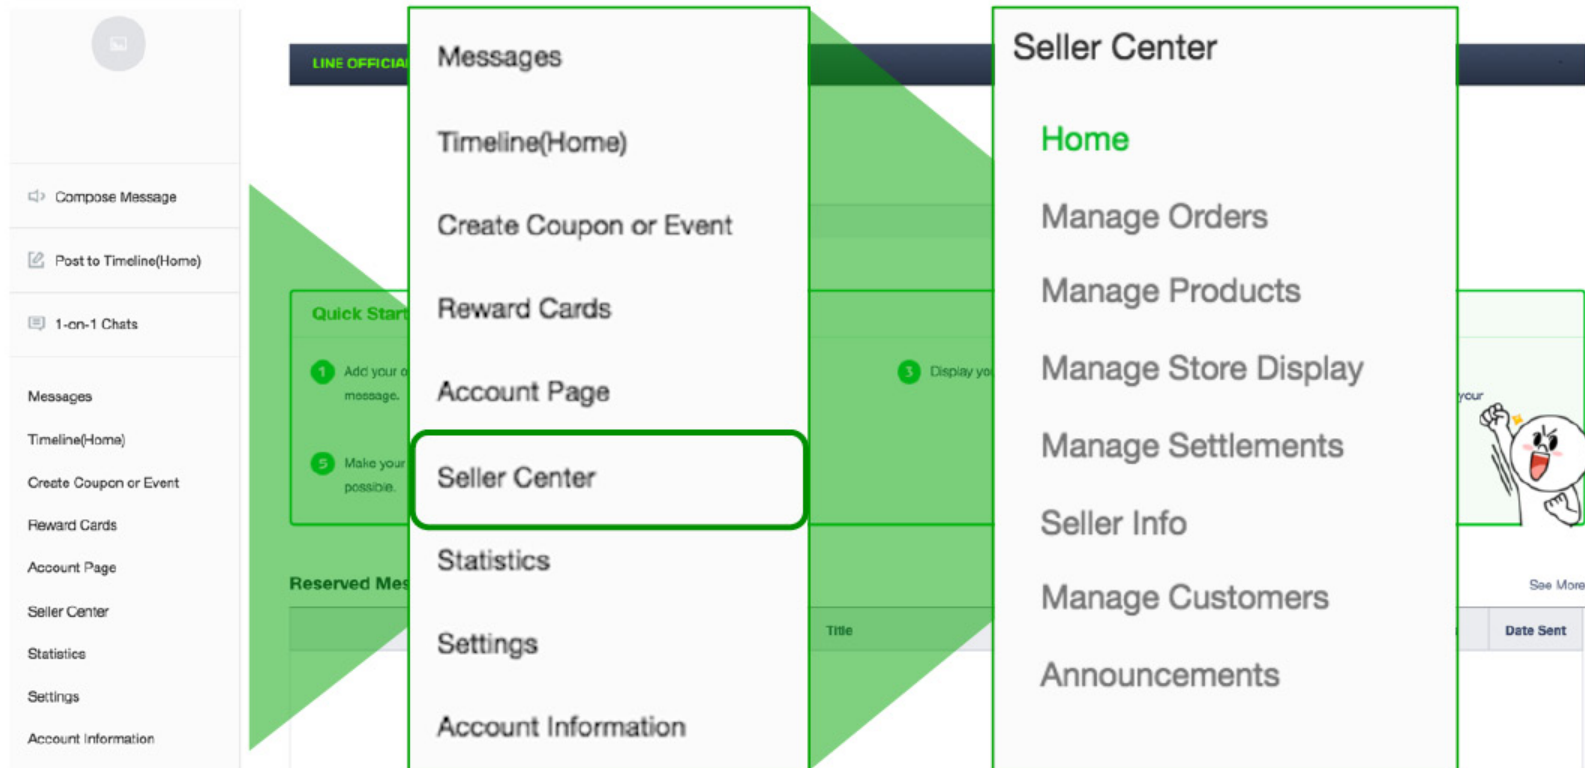 Compose Message
Post to Timeline(Home)
1-on-1 Chats
Messages
Timeline(Home)
Create Coupon or Event
Reward Cards
Account Page
Seller Center
Statistics
Settings
Account Information
LINE OFFICIA
Quick Start
1 Add your o
message.
5 Make your
possible.
3 Display yo
your
Reserved Mes
See More
Title
Date Sent
Messages
Timeline(Home)
Create Coupon or Event
Reward Cards
Account Page
Seller Center
Statistics
Settings
Account Information
Seller Center
Home
Manage Orders
Manage Products
Manage Store Display
Manage Settlements
Seller Info
Manage Customers
Announcements